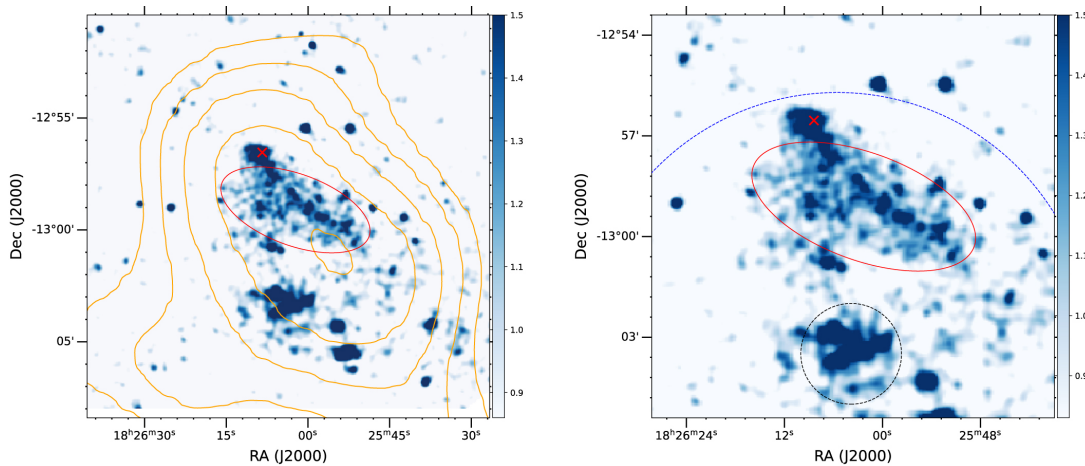 1.5
1.4
1.3
1.2
1.1
1.0
0.9
-12°55'
-13°00'
05'
Dec (J2000)
18ʰ26ᵐ30ˢ
15ˢ
00ˢ
25ᵐ45ˢ
30ˢ
RA (J2000)
-12°54'
-12°57'
-13°00'
03'
Dec (J2000)
18ʰ26ᵐ24ˢ
12ˢ
00ˢ
25ᵐ48ˢ
RA (J2000)